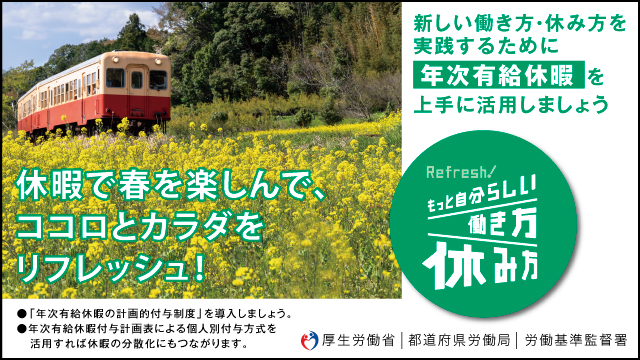 新しい働き方・休み方を
実践するために
年次有給休暇を
上手に活用しましょう
休暇で春を楽しんで、
ココロとカラダを
リフレッシュ！
Refresh!
もっと自分らしい
働き方
休み方
●「年次有給休暇の計画的付与制度」を導入しましょう。
●年次有給休暇付与計画表による個人別付与方式を
活用すれば休暇の分散化にもつながります。
厚生労働省｜都道府県労働局｜労働基準監督署